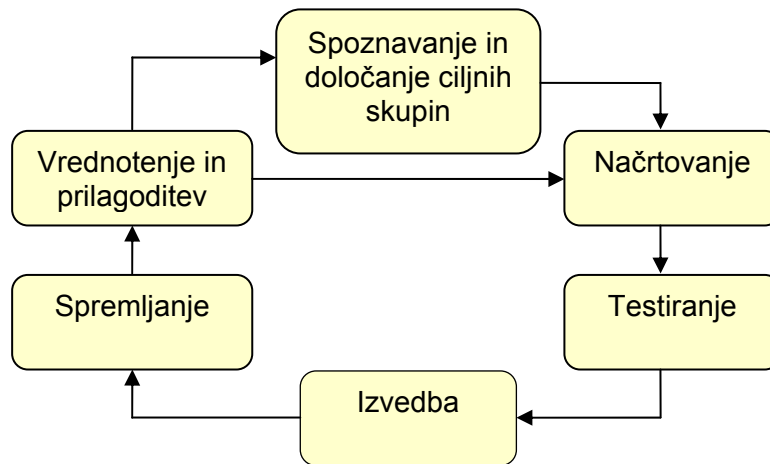 Spoznavanje in
določanje ciljnih
skupin
Vrednotenje in
prilagoditev
Načrtovanje
Spremljanje
Testiranje
Izvedba